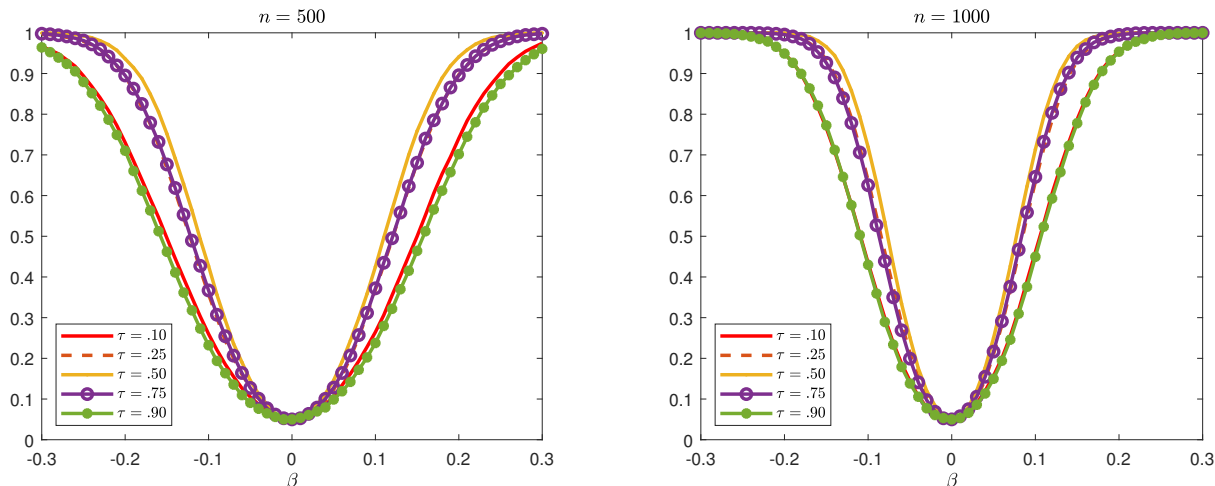 n = 500
1
0.9
0.8
0.7
0.6
0.5
0.4
0.3
0.2
0.1
0
-0.3
-0.2
-0.1
0
0.1
0.2
0.3
β
τ = .10
τ = .25
τ = .50
τ = .75
τ = .90
n = 1000
1
0.9
0.8
0.7
0.6
0.5
0.4
0.3
0.2
0.1
0
-0.3
-0.2
-0.1
0
0.1
0.2
0.3
β
τ = .10
τ = .25
τ = .50
τ = .75
τ = .90